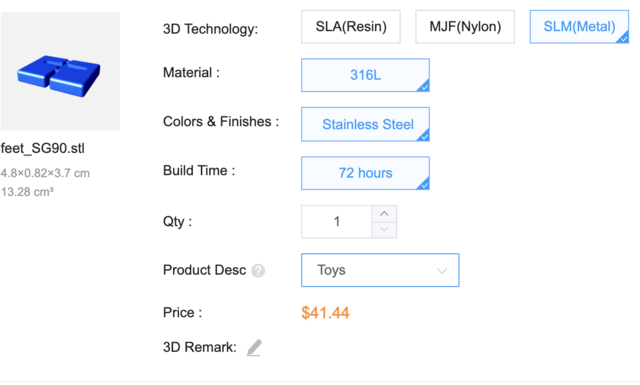 3D Technology:
SLA(Resin) MJF(Nylon) SLM(Metal)
Material :
316L
feet_SG90.stl
4.8×0.82×3.7 cm
13.28 cm³
Colors & Finishes :
Stainless Steel
Build Time :
72 hours
Qty :
1
Product Desc ?
Toys
Price :
$41.44
3D Remark: